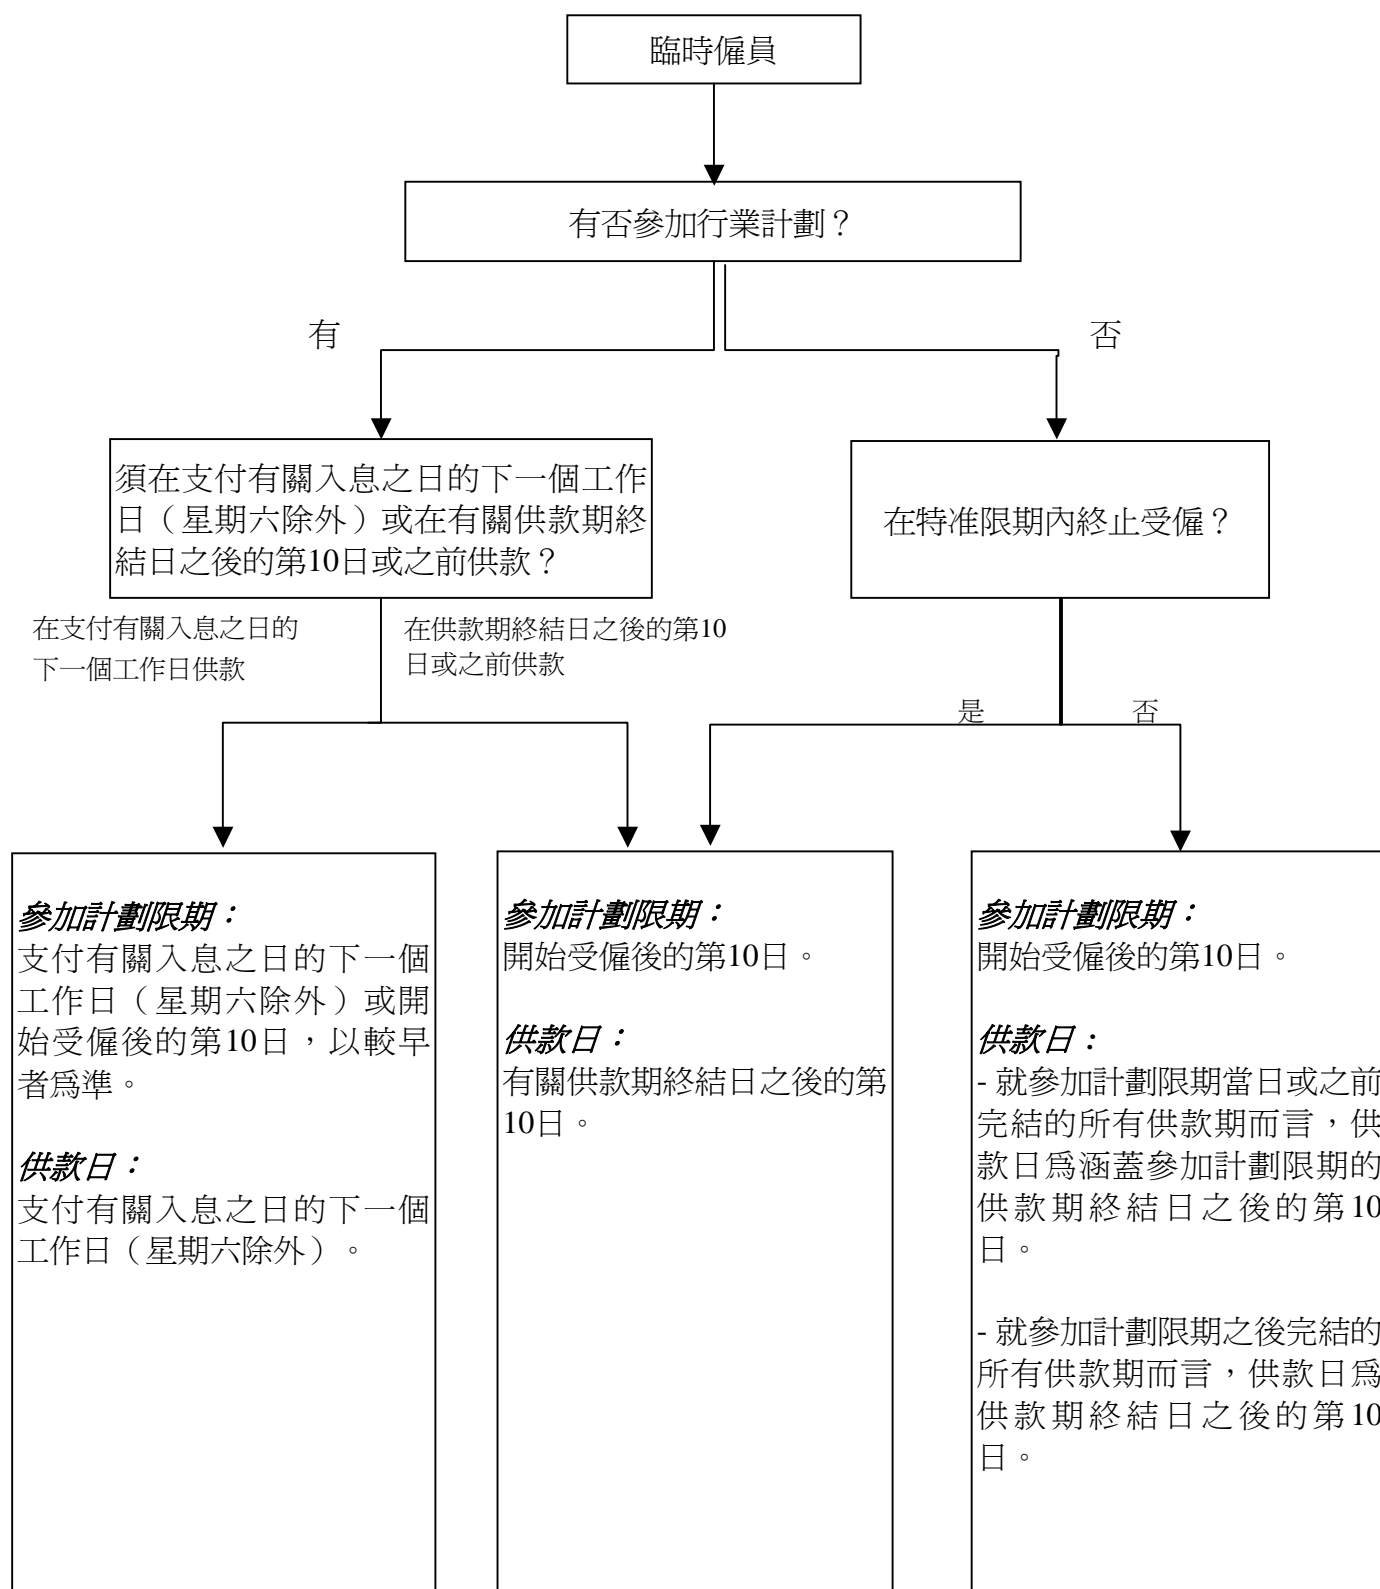 臨時僱員
有否參加行業計劃？
有
否
須在支付有關入息之日的下一個工作
日（星期六除外）或在有關供款期終
結日之後的第10日或之前供款？
在特准限期內終止受僱？
在支付有關入息之日的
下一個工作日供款
在供款期終結日之後的第10
日或之前供款
是
否
參加計劃限期：
支付有關入息之日的下一個
工作日（星期六除外）或開
始受僱後的第10日，以較早
者爲準。
供款日：
支付有關入息之日的下一個
工作日（星期六除外）。
參加計劃限期：
開始受僱後的第10日。
供款日：
有關供款期終結日之後的第
10日。
參加計劃限期：
開始受僱後的第10日。
供款日：
- 就參加計劃限期當日或之前
完結的所有供款期而言，供
款日爲涵蓋參加計劃限期的
供款期終結日之後的第10
日。
- 就參加計劃限期之後完結的
所有供款期而言，供款日爲
供款期終結日之後的第10
日。